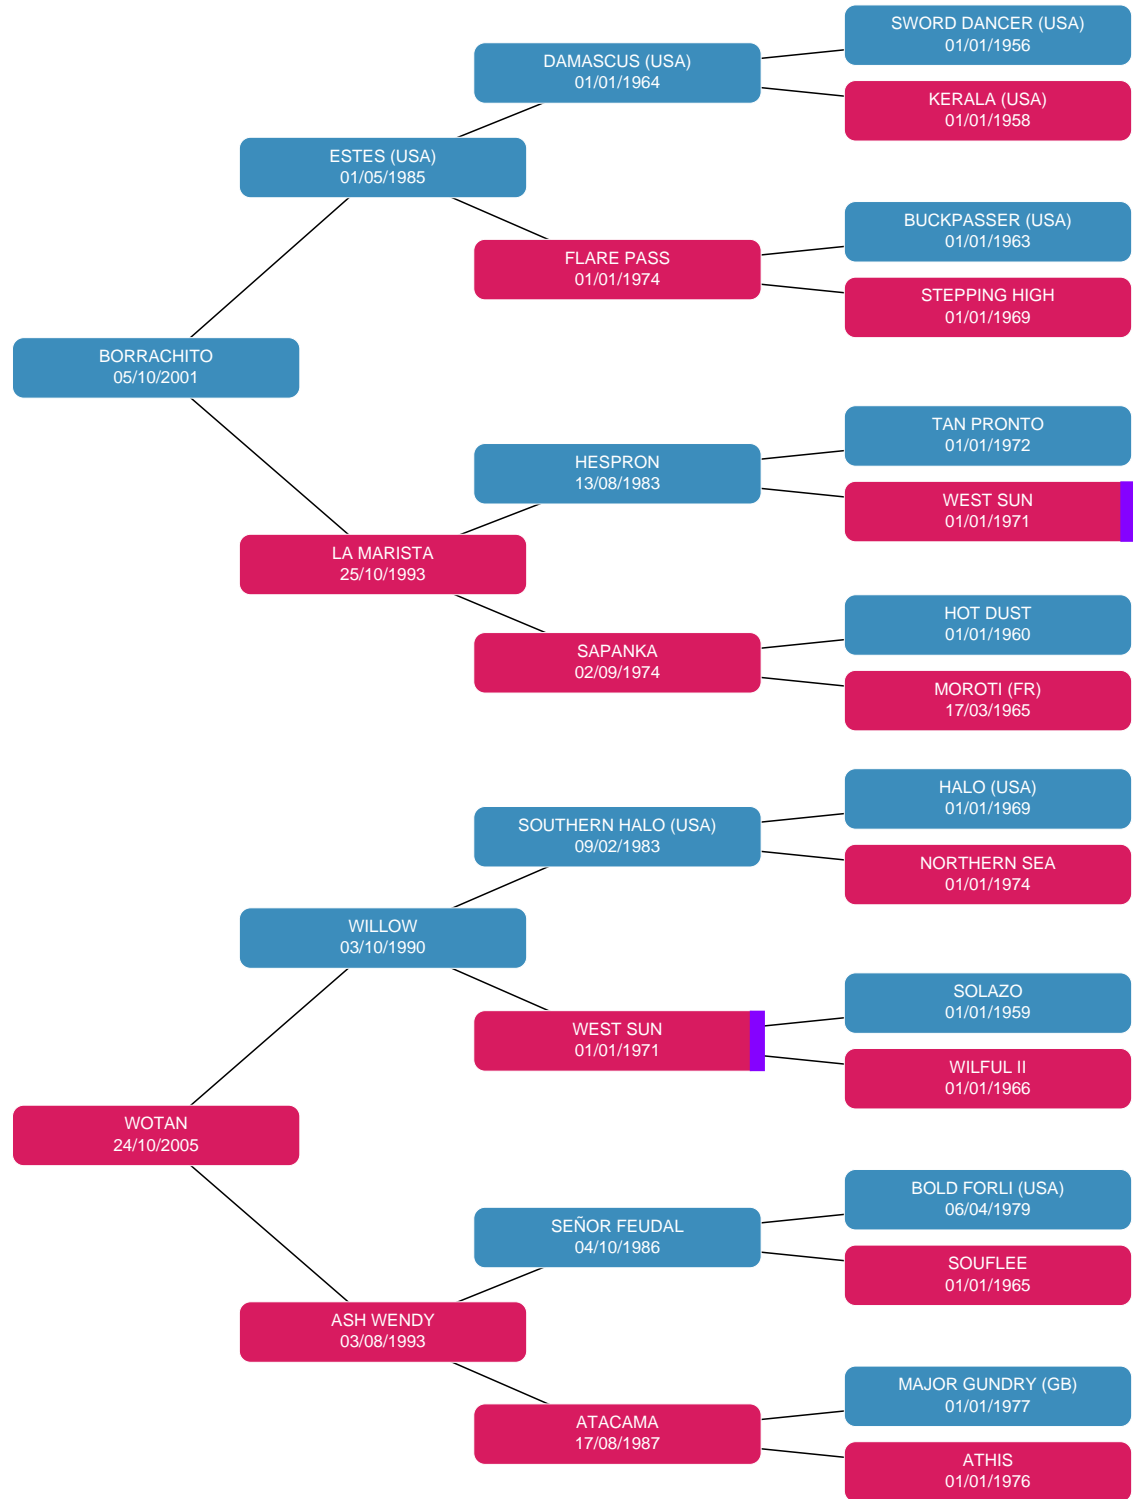 SWORD DANCER (USA)
01/01/1956
DAMASCUS (USA)
01/01/1964
KERALA (USA)
01/01/1958
ESTES (USA)
01/05/1985
BUCKPASSER (USA)
01/01/1963
FLARE PASS
01/01/1974
STEPPING HIGH
01/01/1969
BORRACHITO
05/10/2001
TAN PRONTO
01/01/1972
HESPRON
13/08/1983
WEST SUN
01/01/1971
LA MARISTA
25/10/1993
HOT DUST
01/01/1960
SAPANKA
02/09/1974
MOROTI (FR)
17/03/1965
HALO (USA)
01/01/1969
SOUTHERN HALO (USA)
09/02/1983
NORTHERN SEA
01/01/1974
WILLOW
03/10/1990
SOLAZO
01/01/1959
WEST SUN
01/01/1971
WILFUL II
01/01/1966
WOTAN
24/10/2005
BOLD FORLI (USA)
06/04/1979
SEÑOR FEUDAL
04/10/1986
SOUFLEE
01/01/1965
ASH WENDY
03/08/1993
MAJOR GUNDRY (GB)
01/01/1977
ATACAMA
17/08/1987
ATHIS
01/01/1976